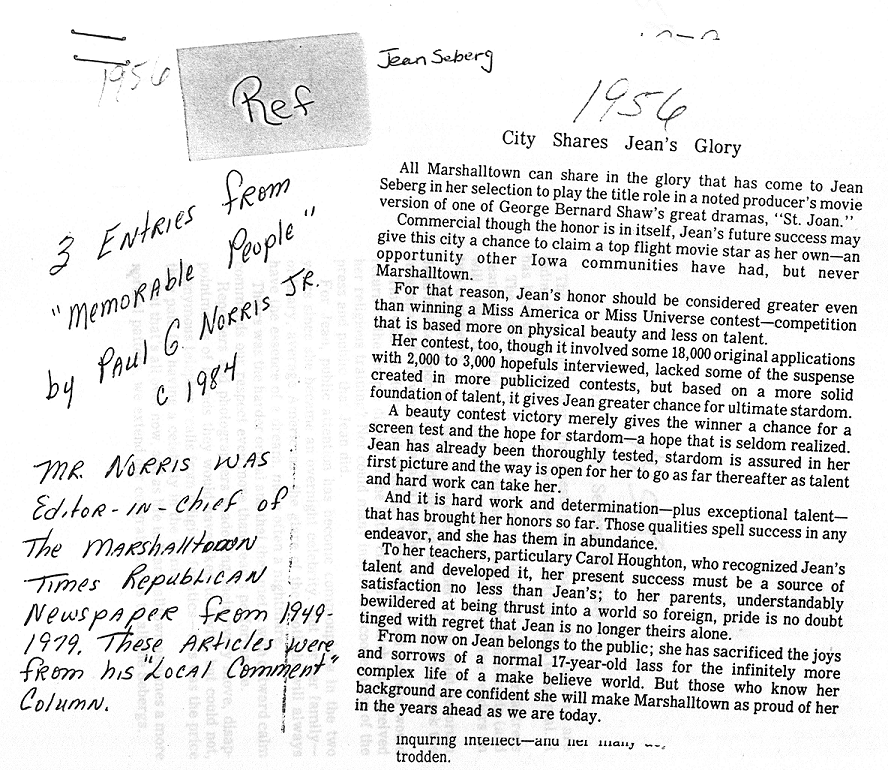 1956
Ref
Jean Seberg
1956
City Shares Jean's Glory
3 Entries from
"Memorable People"
by Paul G. Norris Jr.
c 1984
Mr. Norris was
Editor-in-Chief of
The Marshalltown
Times Republican
Newspaper from 1949-
1979. These Articles were
from his "Local Comment"
Column.
All Marshalltown can share in the glory that has come to Jean
Seberg in her selection to play the title role in a noted producer's movie
version of one of George Bernard Shaw's great dramas, "St. Joan."
Commercial though the honor is in itself, Jean's future success may
give this city a chance to claim a top flight movie star as her own—an
opportunity other Iowa communities have had, but never
Marshalltown.
For that reason, Jean's honor should be considered greater even
than winning a Miss America or Miss Universe contest—competition
that is based more on physical beauty and less on talent.
Her contest, too, though it involved some 18,000 original applications
with 2,000 to 3,000 hopefuls interviewed, lacked some of the suspense
created in more publicized contests, but based on a more solid
foundation of talent, it gives Jean greater chance for ultimate stardom.
A beauty contest victory merely gives the winner a chance for a
screen test and the hope for stardom—a hope that is seldom realized.
Jean has already been thoroughly tested, stardom is assured in her
first picture and the way is open for her to go as far thereafter as talent
and hard work can take her.
And it is hard work and determination—plus exceptional talent—
that has brought her honors so far. Those qualities spell success in any
endeavor, and she has them in abundance.
To her teachers, particulary Carol Houghton, who recognized Jean's
talent and developed it, her present success must be a source of
satisfaction no less than Jean's; to her parents, understandably
bewildered at being thrust into a world so foreign, pride is no doubt
tinged with regret that Jean is no longer theirs alone.
From now on Jean belongs to the public; she has sacrificed the joys
and sorrows of a normal 17-year-old lass for the infinitely more
complex life of a make believe world. But those who know her
background are confident she will make Marshalltown as proud of her
in the years ahead as we are today.
inquiring intellect—and her many
trodden.